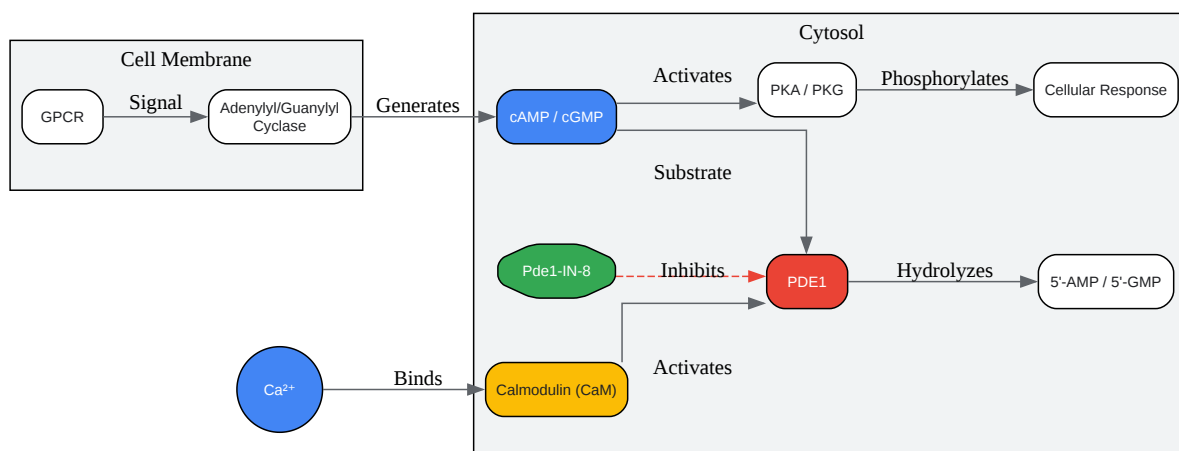 Cytosol
Cell Membrane
GPCR
Signal
Adenylyl/Guanylyl
Cyclase
Generates
cAMP / cGMP
Activates
PKA / PKG
Phosphorylates
Cellular Response
Substrate
Pde1-IN-8
Inhibits
PDE1
Hydrolyzes
5'-AMP / 5'-GMP
Ca²⁺
Binds
Calmodulin (CaM)
Activates